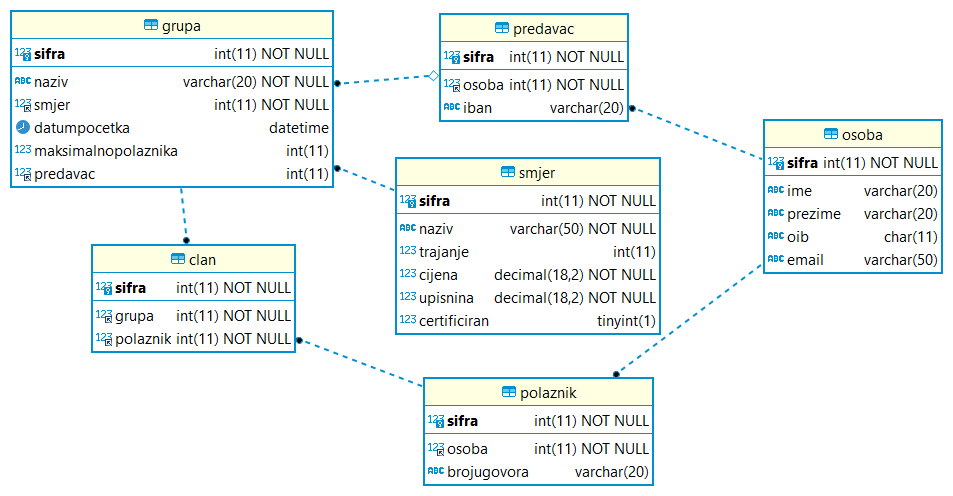 grupa
123 sifra int(11) NOT NULL
ABC naziv varchar(20) NOT NULL
123 smjer int(11) NOT NULL
datumpocetka datetime
123 maksimalnopolaznika int(11)
123 predavac int(11)
predavac
123 sifra int(11) NOT NULL
123 osoba int(11) NOT NULL
ABC iban varchar(20)
osoba
123 sifra int(11) NOT NULL
ABC ime varchar(20)
ABC prezime varchar(20)
ABC oib char(11)
ABC email varchar(50)
smjer
123 sifra int(11) NOT NULL
ABC naziv varchar(50) NOT NULL
123 trajanje int(11)
123 cijena decimal(18,2) NOT NULL
123 upisnina decimal(18,2) NOT NULL
123 certificiran tinyint(1)
clan
123 sifra int(11) NOT NULL
123 grupa int(11) NOT NULL
123 polaznik int(11) NOT NULL
polaznik
123 sifra int(11) NOT NULL
123 osoba int(11) NOT NULL
ABC brojugovora varchar(20)